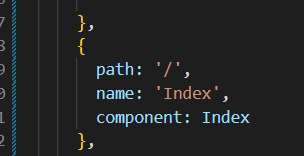 },
{
path: '/',
name: 'Index',
component: Index
},